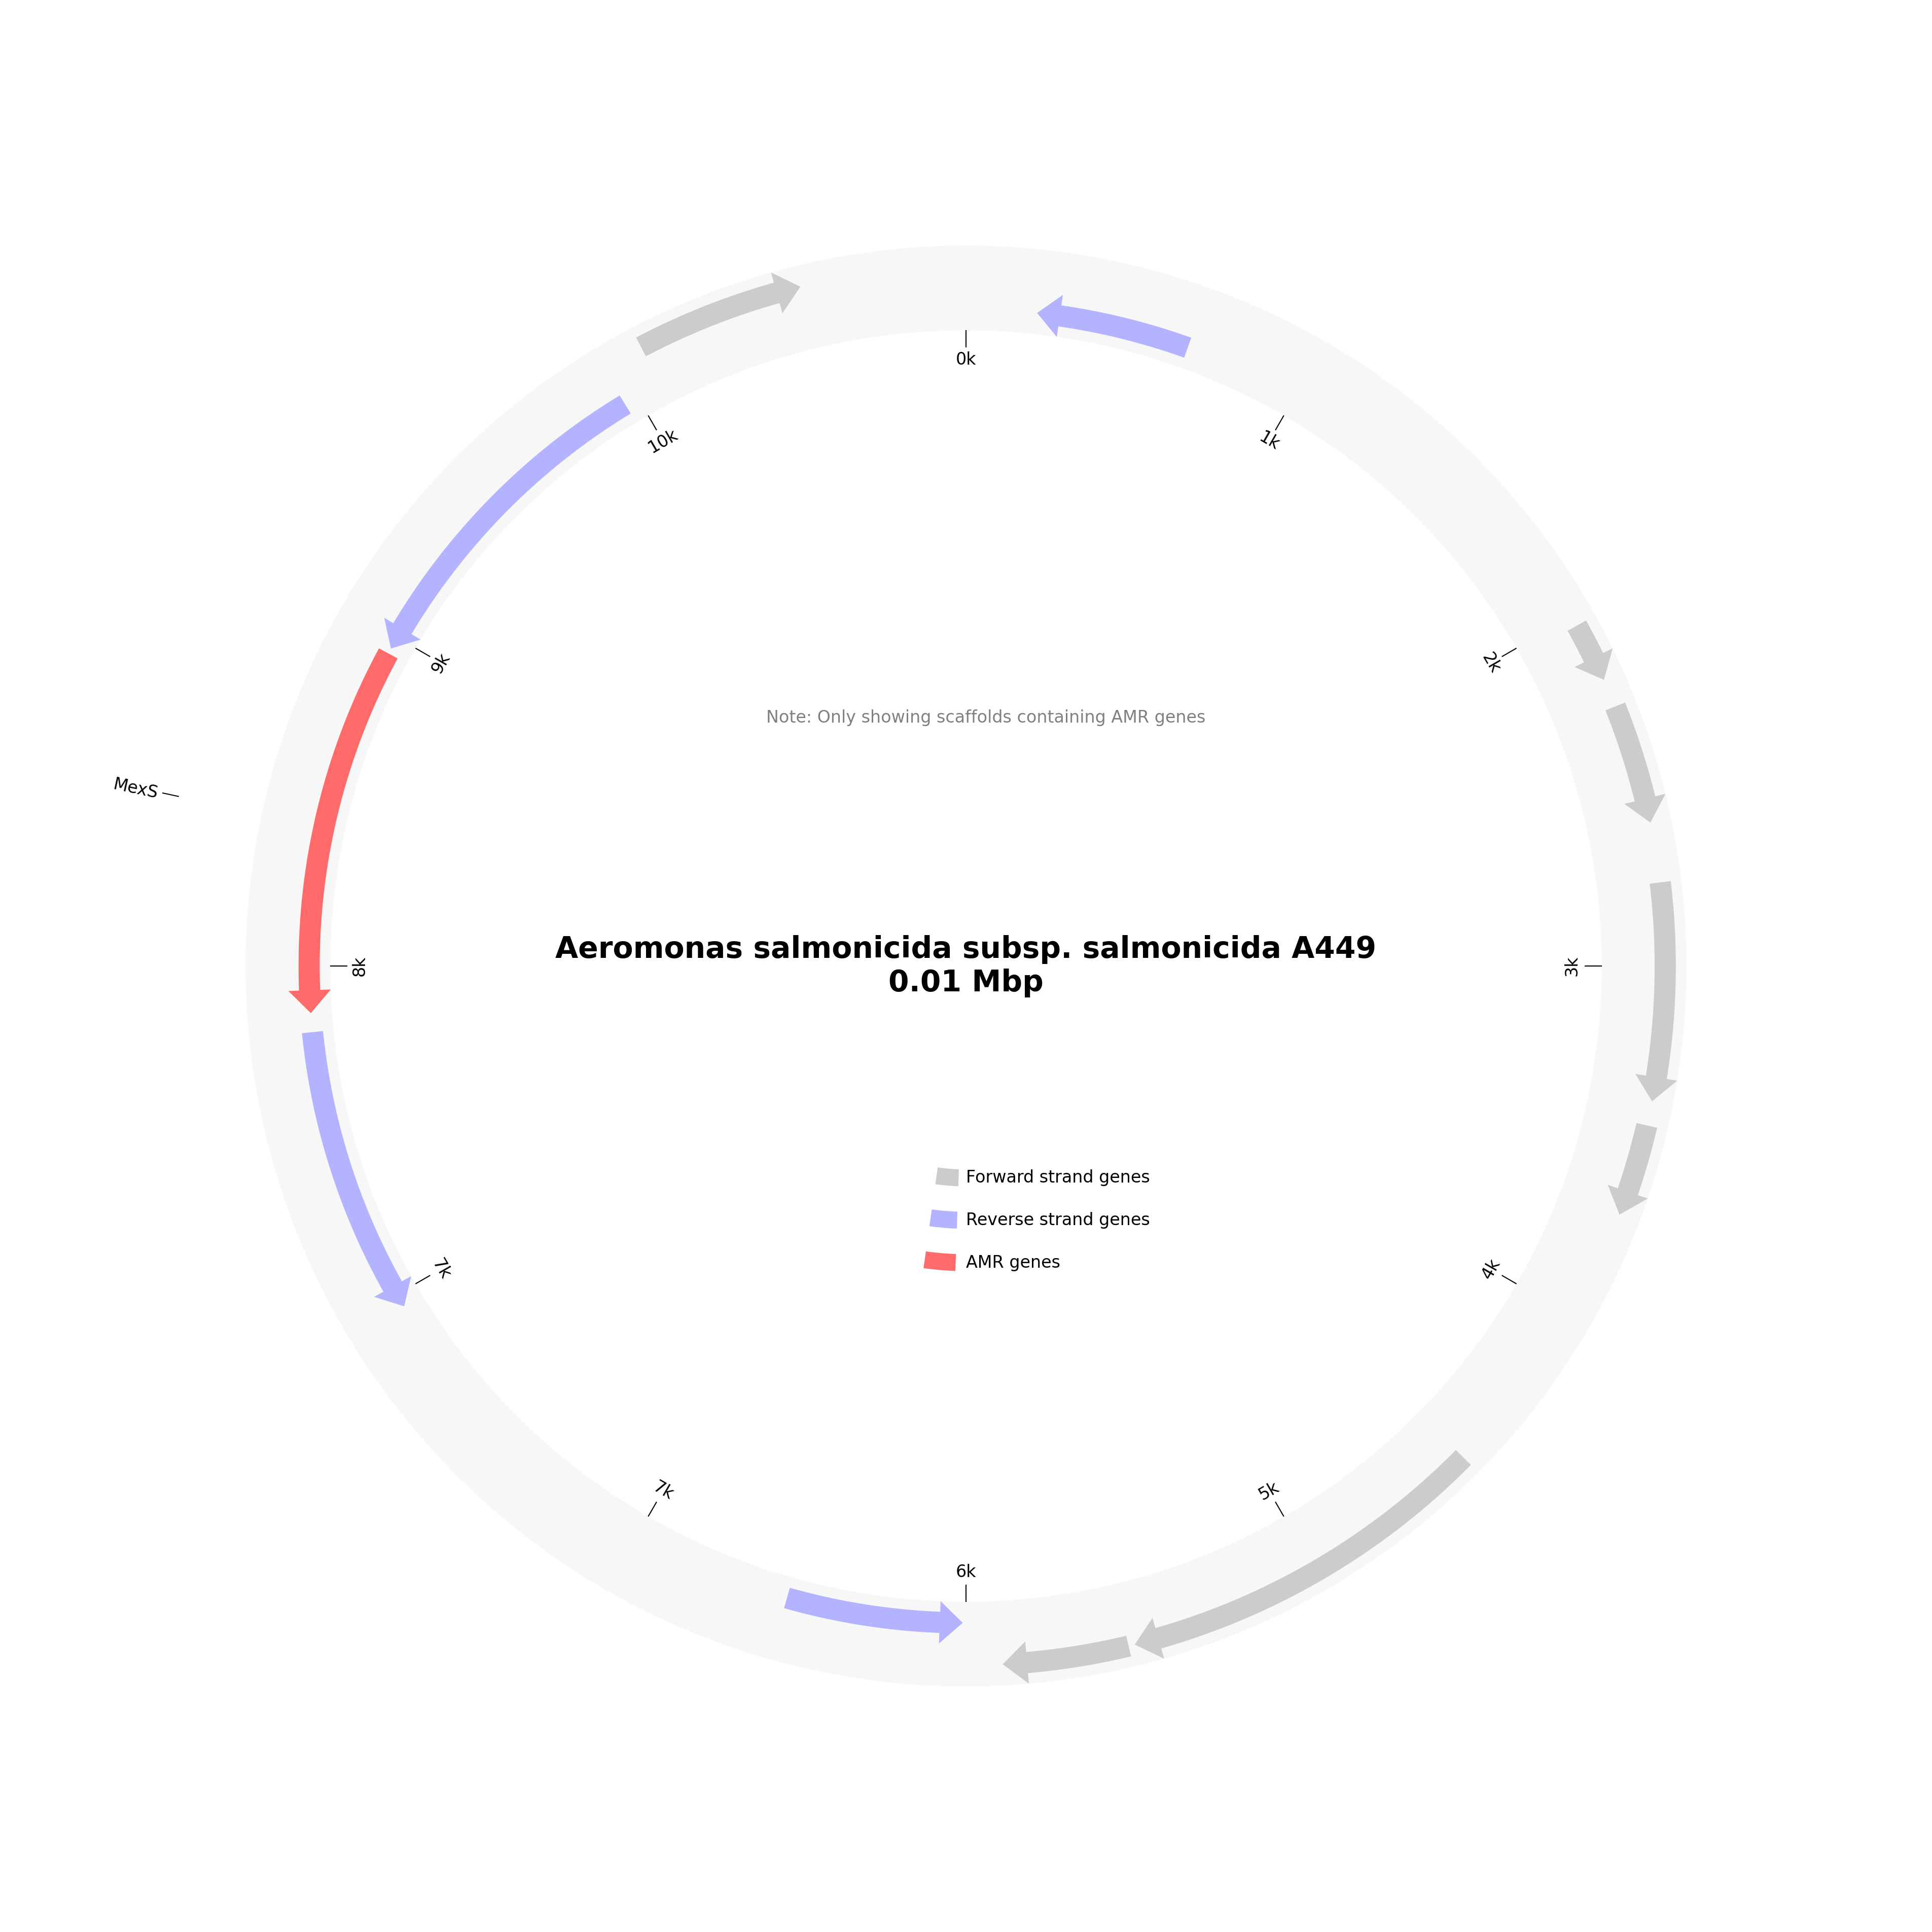 0k
1k
2k
3k
4k
5k
6k
7k
7k
8k
9k
10k
MexS
Note: Only showing scaffolds containing AMR genes
Aeromonas salmonicida subsp. salmonicida A449
0.01 Mbp
Forward strand genes
Reverse strand genes
AMR genes